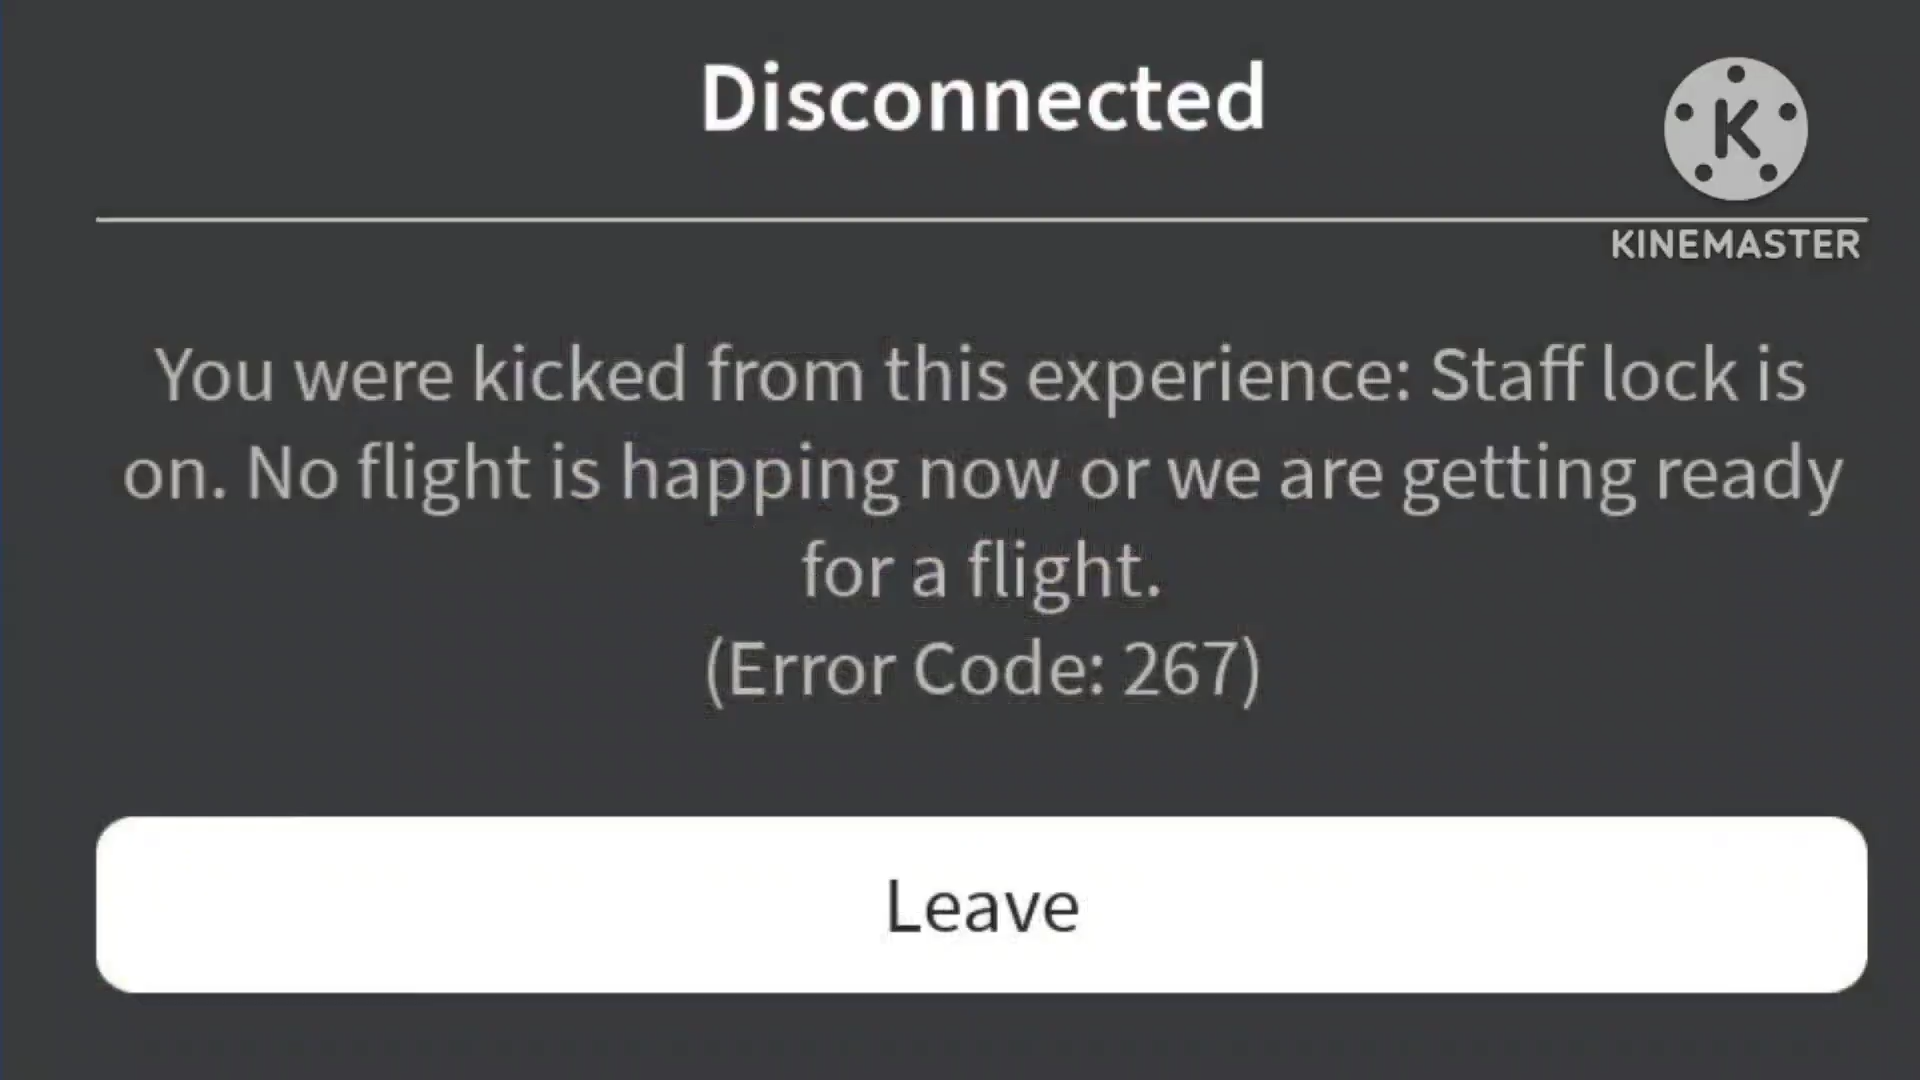 Disconnected
K
KINEMASTER
You were kicked from this experience: Staff lock is
on. No flight is happing now or we are getting ready
for a flight.
(Error Code: 267)
Leave